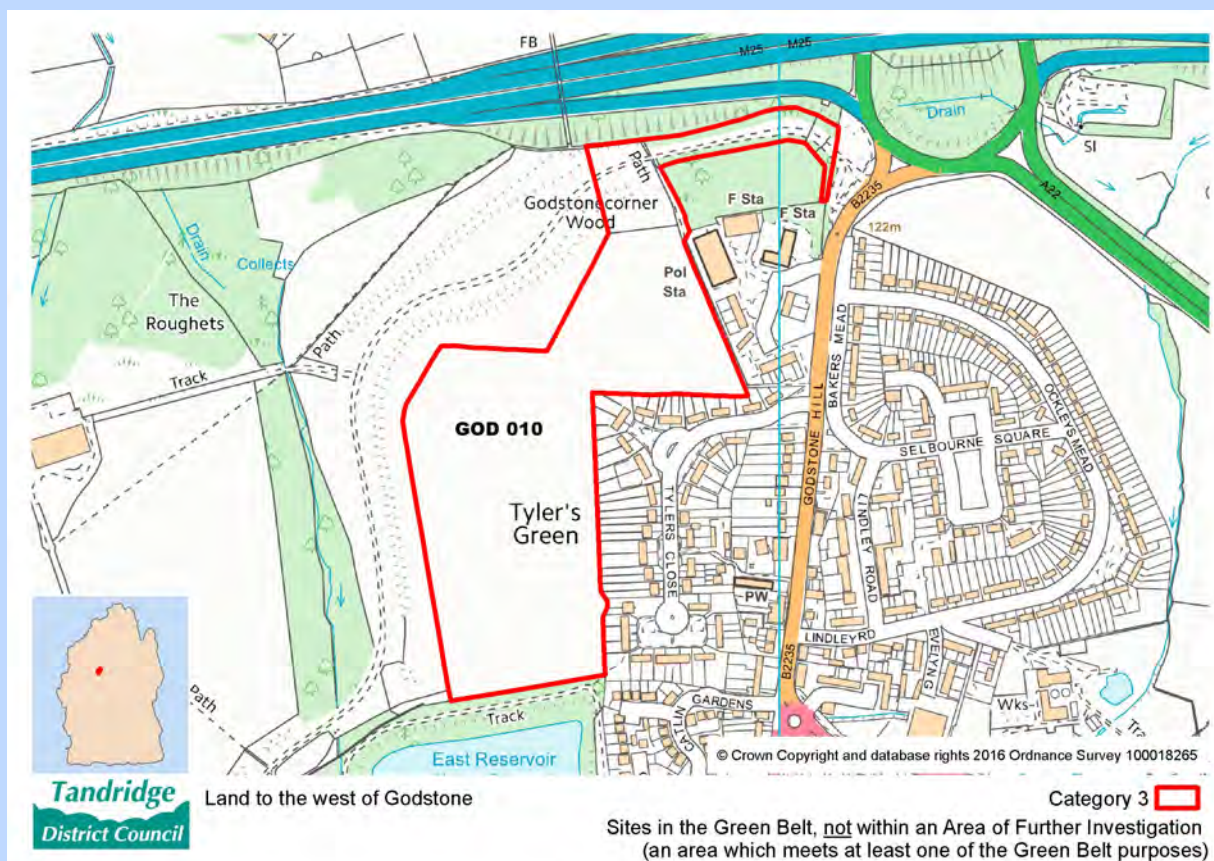 FB
M25
M25
Drain
SI
Path
F Sta
F Sta
Godstonecorner
Wood
B2235
A22
122m
Drain
Collects
Pol
Sta
The
Roughets
Path
BAKERS MEAD
OCKLEYS MEAD
Track
GOD 010
GODSTONE HILL
SELBOURNE SQUARE
Tyler's
Green
TYLERS CLOSE
LINDLEY ROAD
PW
LINDLEY RD
EVELYN G
B2235
Path
Track
GARDENS
Wks
Tra
East Reservoir
© Crown Copyright and database rights 2016 Ordnance Survey 100018265
Tandridge
District Council
Land to the west of Godstone
Category 3
Sites in the Green Belt, not within an Area of Further Investigation
(an area which meets at least one of the Green Belt purposes)